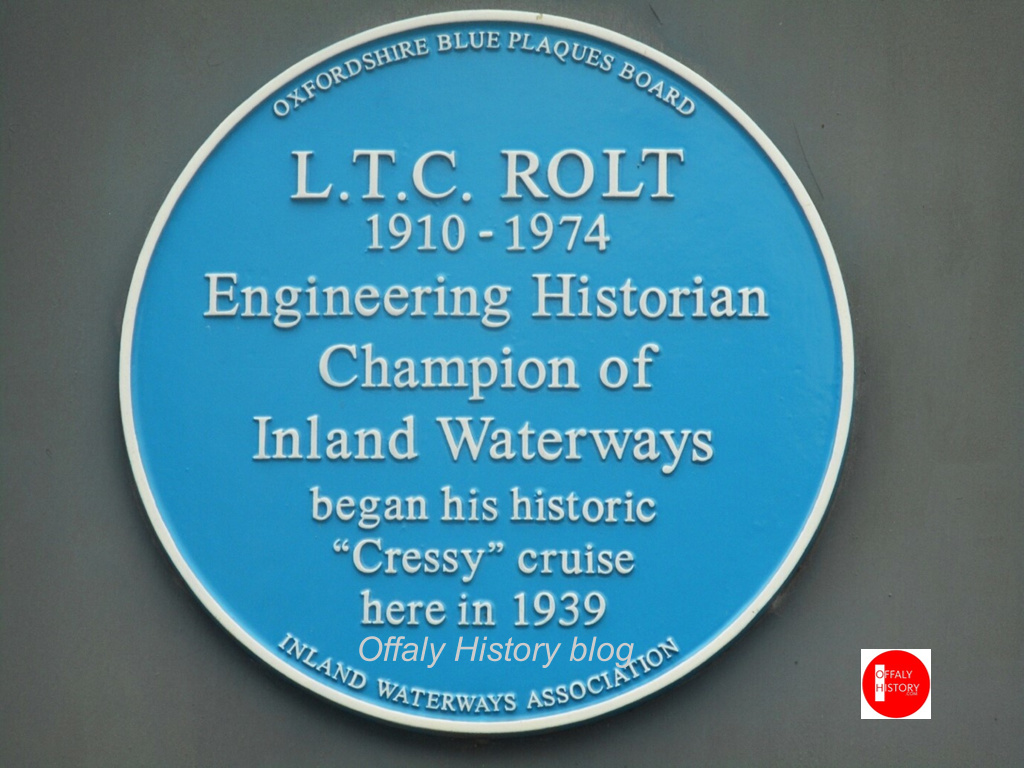 OXFORDSHIRE BLUE PLAQUES BOARD
L.T.C. ROLT
1910 - 1974
Engineering Historian
Champion of
Inland Waterways
began his historic
“Cressy” cruise
here in 1939
Offaly History blog
INLAND WATERWAYS ASSOCIATION
OFFALY
HISTORY
.COM